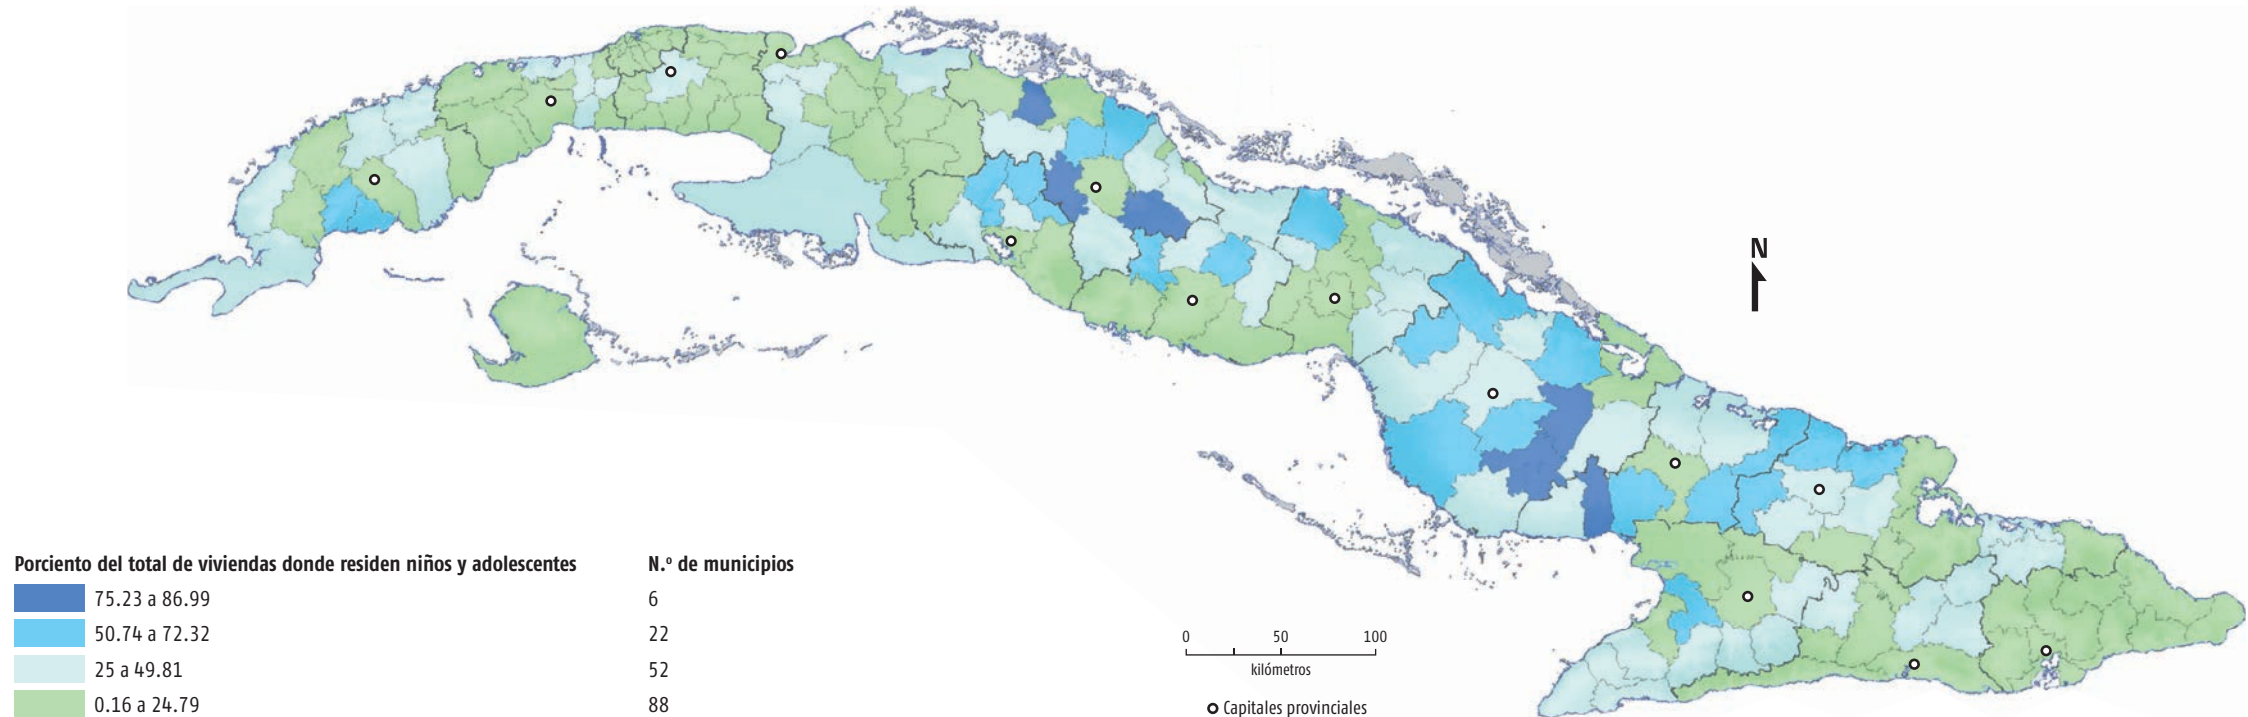 N
Porciento del total de viviendas donde residen niños y adolescentes N.º de municipios
75.23 a 86.99 6
50.74 a 72.32 22
25 a 49.81 52
0.16 a 24.79 88
0 50 100
kilómetros
Capitales provinciales